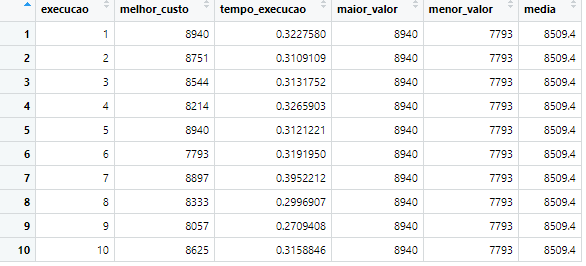 execucao melhor_custo tempo_execucao maior_valor menor_valor media
1 1 8940 0.3227580 8940 7793 8509.4
2 2 8751 0.3109109 8940 7793 8509.4
3 3 8544 0.3131752 8940 7793 8509.4
4 4 8214 0.3265903 8940 7793 8509.4
5 5 8940 0.3121221 8940 7793 8509.4
6 6 7793 0.3191950 8940 7793 8509.4
7 7 8897 0.3952212 8940 7793 8509.4
8 8 8333 0.2996907 8940 7793 8509.4
9 9 8057 0.2709408 8940 7793 8509.4
10 10 8625 0.3158846 8940 7793 8509.4